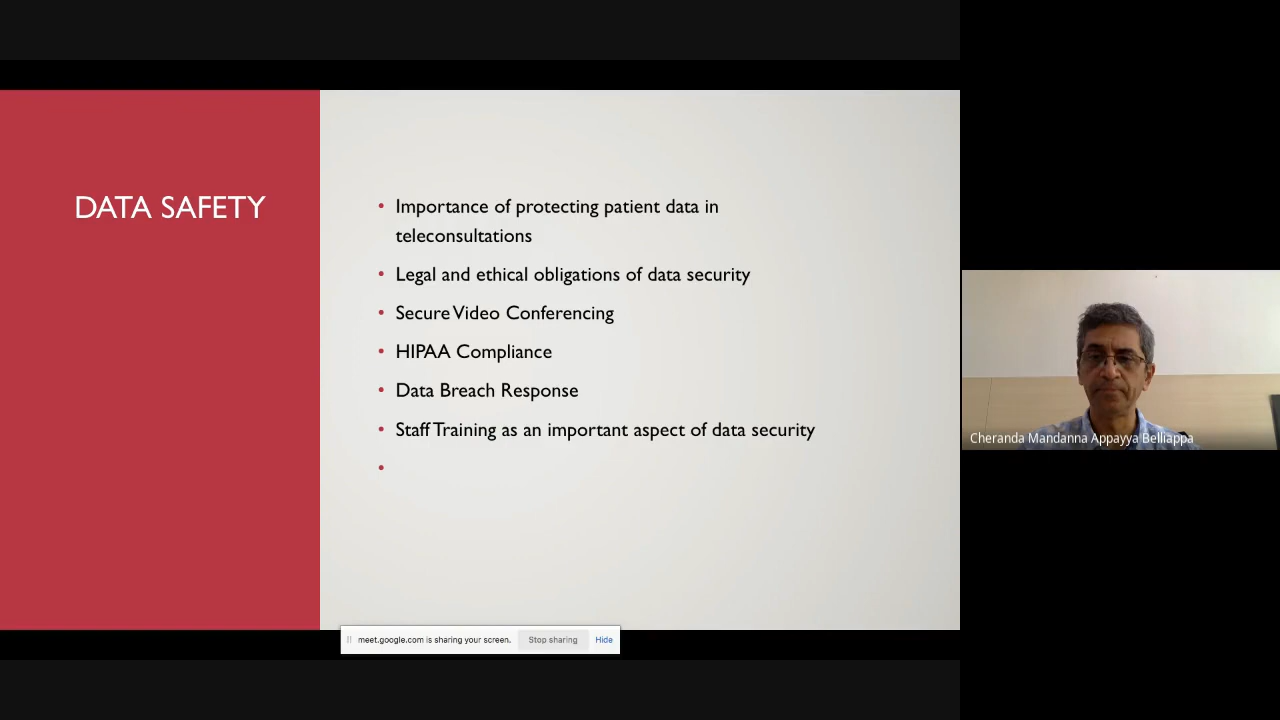 DATA SAFETY
• Importance of protecting patient data in
teleconsultations
• Legal and ethical obligations of data security
• Secure Video Conferencing
• HIPAA Compliance
• Data Breach Response
• Staff Training as an important aspect of data security
•
Cheranda Mandanna Appayya Belliappa
meet.google.com is sharing your screen. Stop sharing Hide